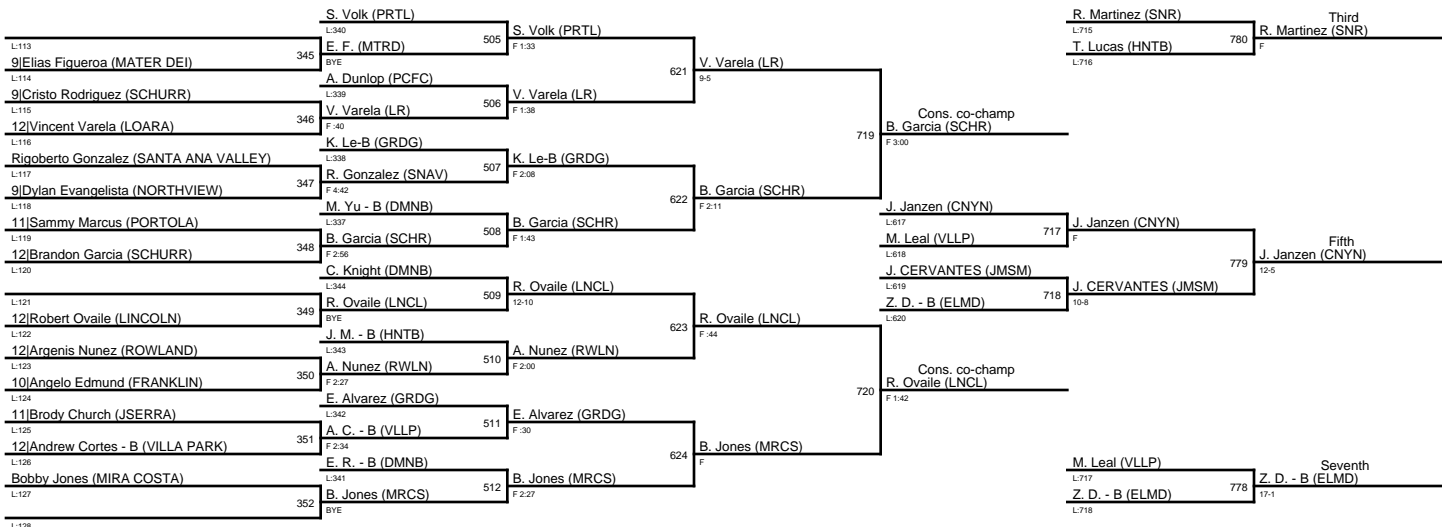 L:113
9|Elias Figueroa (MATER DEI)
L:114
9|Cristo Rodriguez (SCHURR)
L:115
12|Vincent Varela (LOARA)
L:116
Rigoberto Gonzalez (SANTA ANA VALLEY)
L:117
9|Dylan Evangelista (NORTHVIEW)
L:118
11|Sammy Marcus (PORTOLA)
L:119
12|Brandon Garcia (SCHURR)
L:120
L:121
12|Robert Ovaile (LINCOLN)
L:122
12|Argenis Nunez (ROWLAND)
L:123
10|Angelo Edmund (FRANKLIN)
L:124
11|Brody Church (JSERRA)
L:125
12|Andrew Cortes - B (VILLA PARK)
L:126
Bobby Jones (MIRA COSTA)
L:127
L:128
345
346
347
348
349
350
351
352
S. Volk (PRTL)
L:340
E. F. (MTRD)
BYE
A. Dunlop (PCFC)
L:339
V. Varela (LR)
F :40
K. Le-B (GRDG)
L:338
R. Gonzalez (SNAV)
F 4:42
M. Yu - B (DMNB)
L:337
B. Garcia (SCHR)
F 2:56
C. Knight (DMNB)
L:344
R. Ovaile (LNCL)
BYE
J. M. - B (HNTB)
L:343
A. Nunez (RWLN)
F 2:27
E. Alvarez (GRDG)
L:342
A. C. - B (VLLP)
F 2:34
E. R. - B (DMNB)
L:341
B. Jones (MRCS)
BYE
505
506
507
508
509
510
511
512
S. Volk (PRTL)
F 1:33
V. Varela (LR)
F 1:38
K. Le-B (GRDG)
F 2:08
B. Garcia (SCHR)
F 1:43
R. Ovaile (LNCL)
12-10
A. Nunez (RWLN)
F 2:00
E. Alvarez (GRDG)
F :30
B. Jones (MRCS)
F 2:27
621
622
623
624
V. Varela (LR)
9-5
B. Garcia (SCHR)
F 2:11
R. Ovaile (LNCL)
F :44
B. Jones (MRCS)
F
719
720
Cons. co-champ
B. Garcia (SCHR)
F 3:00
J. Janzen (CNYN)
L:617
M. Leal (VLLP)
L:618
J. CERVANTES (JMSM)
L:619
Z. D. - B (ELMD)
L:620
Cons. co-champ
R. Ovaile (LNCL)
F 1:42
717
718
R. Martinez (SNR)
L:715
T. Lucas (HNTB)
L:716
780
Third
R. Martinez (SNR)
F
J. Janzen (CNYN)
F
J. CERVANTES (JMSM)
10-8
779
Fifth
J. Janzen (CNYN)
12-5
M. Leal (VLLP)
L:717
Z. D. - B (ELMD)
L:718
778
Seventh
Z. D. - B (ELMD)
17-1